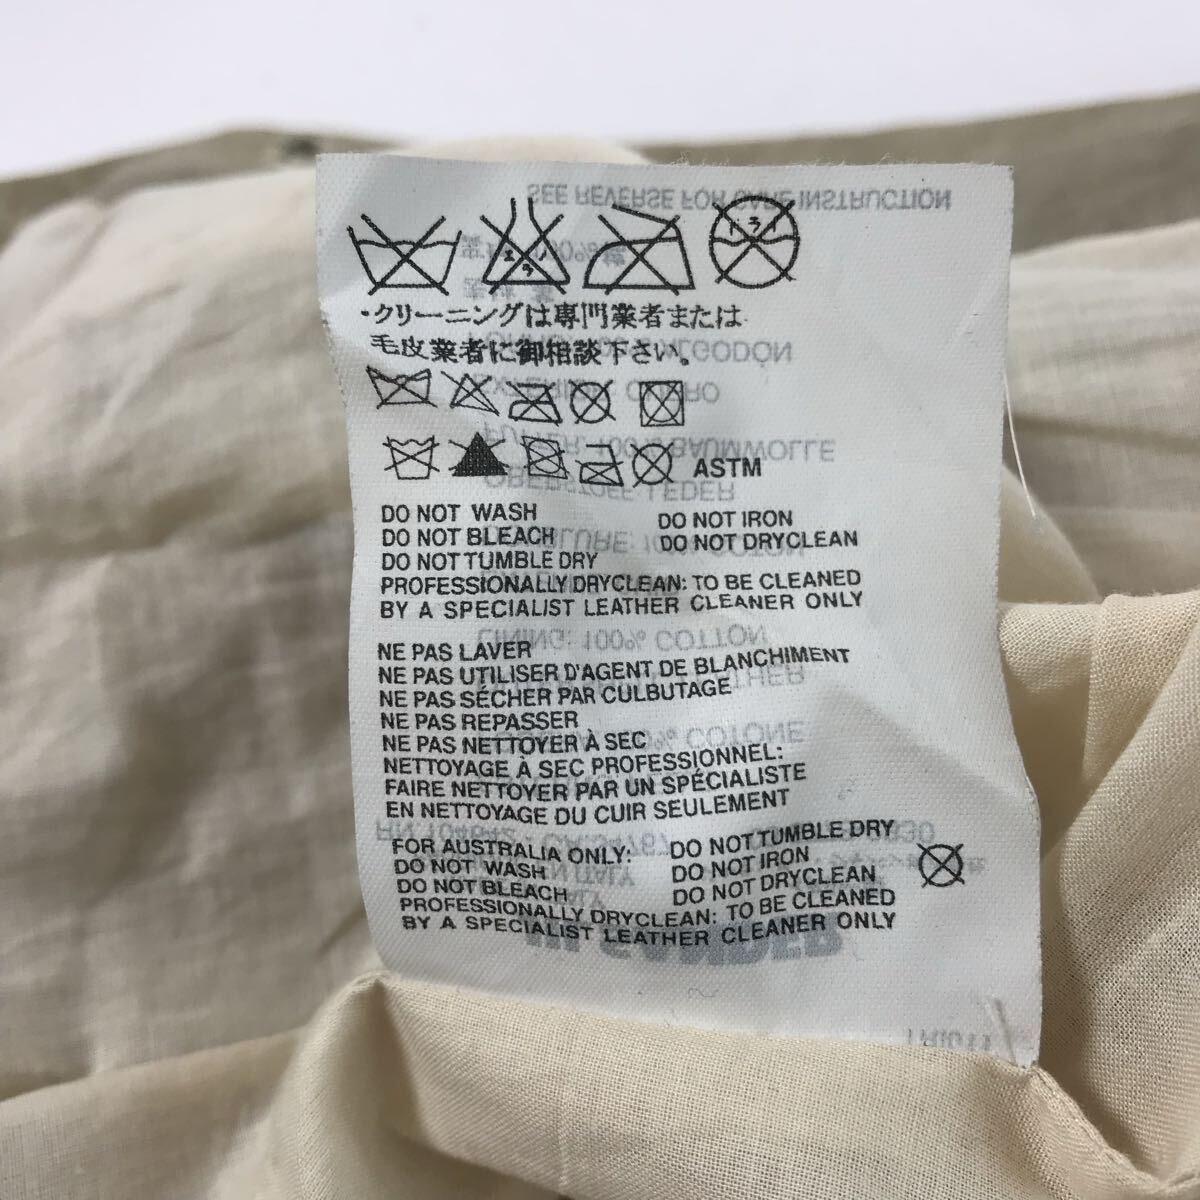 ・クリーニングは専門業者または
毛皮業者に御相談下さい。
ASTM
DO NOT WASH DO NOT IRON
DO NOT BLEACH DO NOT DRYCLEAN
DO NOT TUMBLE DRY
PROFESSIONALLY DRYCLEAN: TO BE CLEANED
BY A SPECIALIST LEATHER CLEANER ONLY
NE PAS LAVER
NE PAS UTILISER D'AGENT DE BLANCHIMENT
NE PAS SÉCHER PAR CULBUTAGE
NE PAS REPASSER
NE PAS NETTOYER À SEC
NETTOYAGE À SEC PROFESSIONNEL:
FAIRE NETTOYER PAR UN SPÉCIALISTE
EN NETTOYAGE DU CUIR SEULEMENT
FOR AUSTRALIA ONLY: DO NOT TUMBLE DRY
DO NOT WASH DO NOT IRON
DO NOT BLEACH DO NOT DRYCLEAN
PROFESSIONALLY DRYCLEAN: TO BE CLEANED
BY A SPECIALIST LEATHER CLEANER ONLY